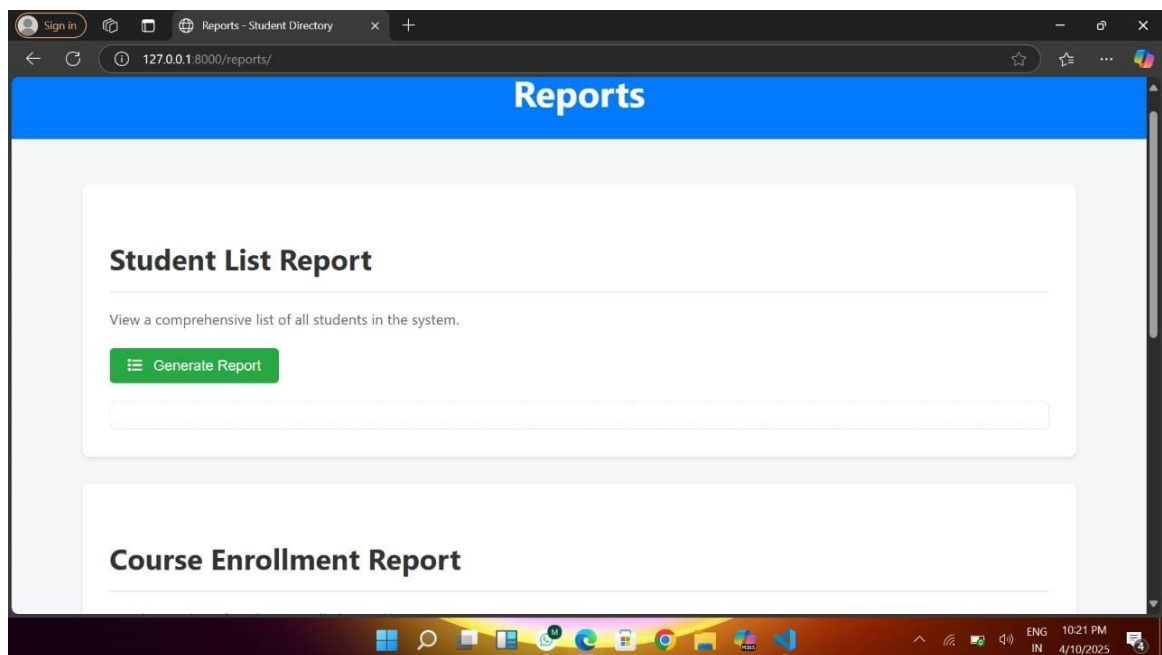 Sign in
Reports - Student Directory
127.0.0.1:8000/reports/
Reports
Student List Report
View a comprehensive list of all students in the system.
Generate Report
Course Enrollment Report
ENG
IN
10:21 PM
4/10/2025
4